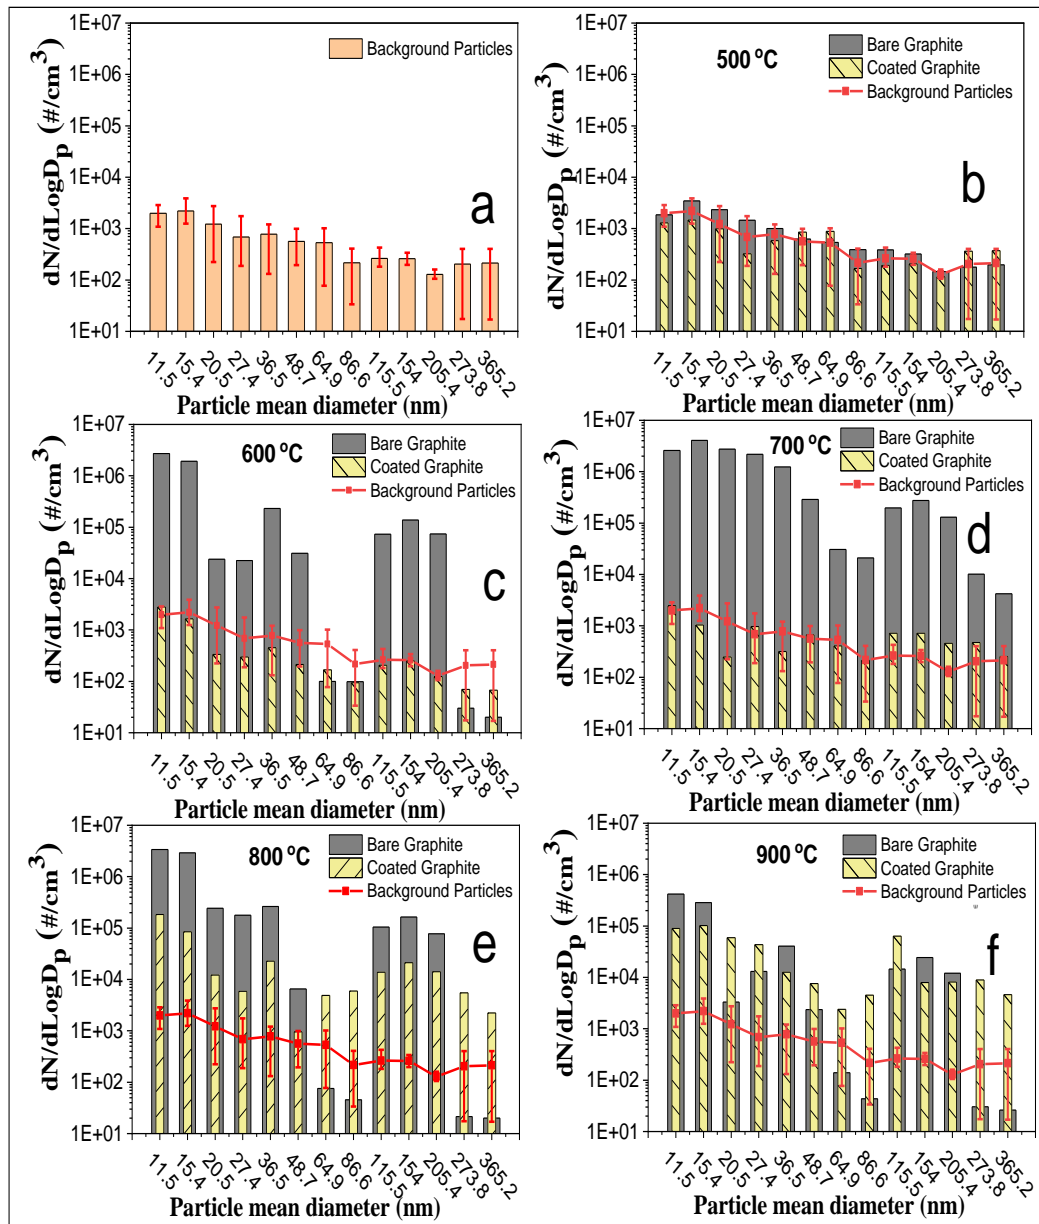 1E+07
1E+06
1E+05
1E+04
1E+03
1E+02
1E+01
dN/dLogDp (#/cm3)
Background Particles
a
11.5 15.4 20.5 27.4 36.5 48.7 64.9 86.6 115.5 154 205.4 273.8 365.2
Particle mean diameter (nm)
1E+07
1E+06
1E+05
1E+04
1E+03
1E+02
1E+01
dN/dLogDp (#/cm3)
500 ºC
Bare Graphite
Coated Graphite
Background Particles
b
11.5 15.4 20.5 27.4 36.5 48.7 64.9 86.6 115.5 154 205.4 273.8 365.2
Particle mean diameter (nm)
1E+07
1E+06
1E+05
1E+04
1E+03
1E+02
1E+01
dN/dLogDp (#/cm3)
600 ºC
Bare Graphite
Coated Graphite
Background Particles
c
11.5 15.4 20.5 27.4 36.5 48.7 64.9 86.6 115.5 154 205.4 273.8 365.2
Particle mean diameter (nm)
1E+07
1E+06
1E+05
1E+04
1E+03
1E+02
1E+01
dN/dLogDp (#/cm3)
700 ºC
Bare Graphite
Coated Graphite
Background Particles
d
11.5 15.4 20.5 27.4 36.5 48.7 64.9 86.6 115.5 154 205.4 273.8 365.2
Particle mean diameter (nm)
1E+07
1E+06
1E+05
1E+04
1E+03
1E+02
1E+01
dN/dLogDp (#/cm3)
800 ºC
Bare Graphite
Coated Graphite
Background Particles
e
11.5 15.4 20.5 27.4 36.5 48.7 64.9 86.6 115.5 154 205.4 273.8 365.2
Particle mean diameter (nm)
1E+07
1E+06
1E+05
1E+04
1E+03
1E+02
1E+01
dN/dLogDp (#/cm3)
900 ºC
Bare Graphite
Coated Graphite
Background Particles
f
11.5 15.4 20.5 27.4 36.5 48.7 64.9 86.6 115.5 154 205.4 273.8 365.2
Particle mean diameter (nm)